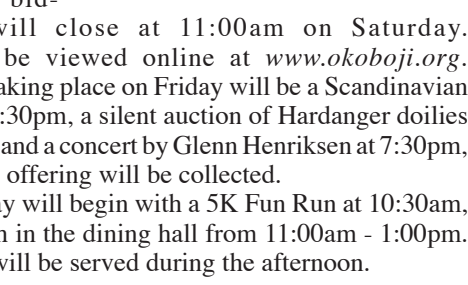 bid-
will close at 11:00am on Saturday.
be viewed online at www.okoboji.org.
aking place on Friday will be a Scandinavian
:30pm, a silent auction of Hardanger doilies
and a concert by Glenn Henriksen at 7:30pm,
offering will be collected.
ay will begin with a 5K Fun Run at 10:30am,
in the dining hall from 11:00am - 1:00pm.
will be served during the afternoon.